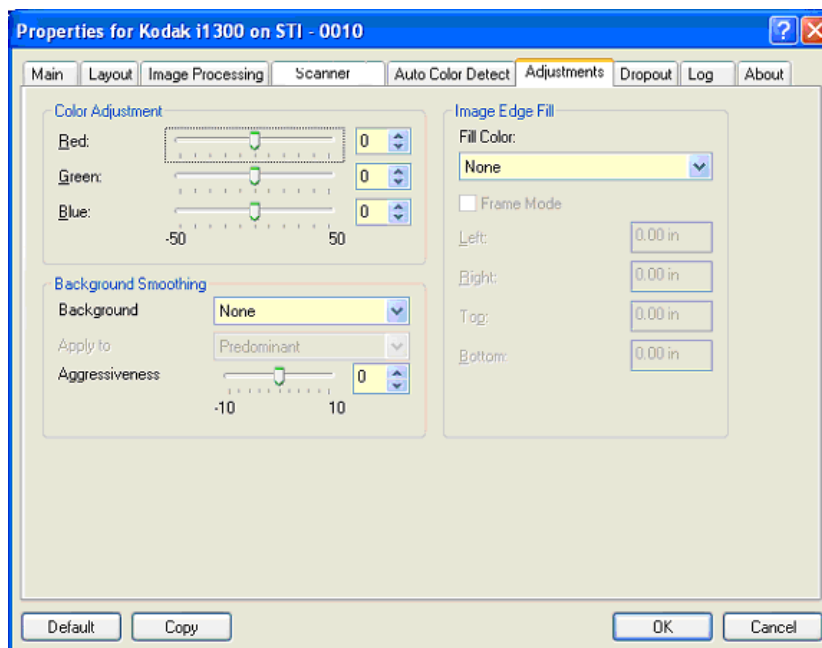 Properties for Kodak i1300 on STI - 0010
Main Layout Image Processing Scanner Auto Color Detect Adjustments Dropout Log About
Color Adjustment
Red: 0
Green: 0
Blue: 0
-50 50
Background Smoothing
Background None
Apply to Predominant
Aggressiveness 0
-10 10
Image Edge Fill
Fill Color:
None
Frame Mode
Left: 0.00 in
Right: 0.00 in
Top: 0.00 in
Bottom: 0.00 in
Default Copy OK Cancel